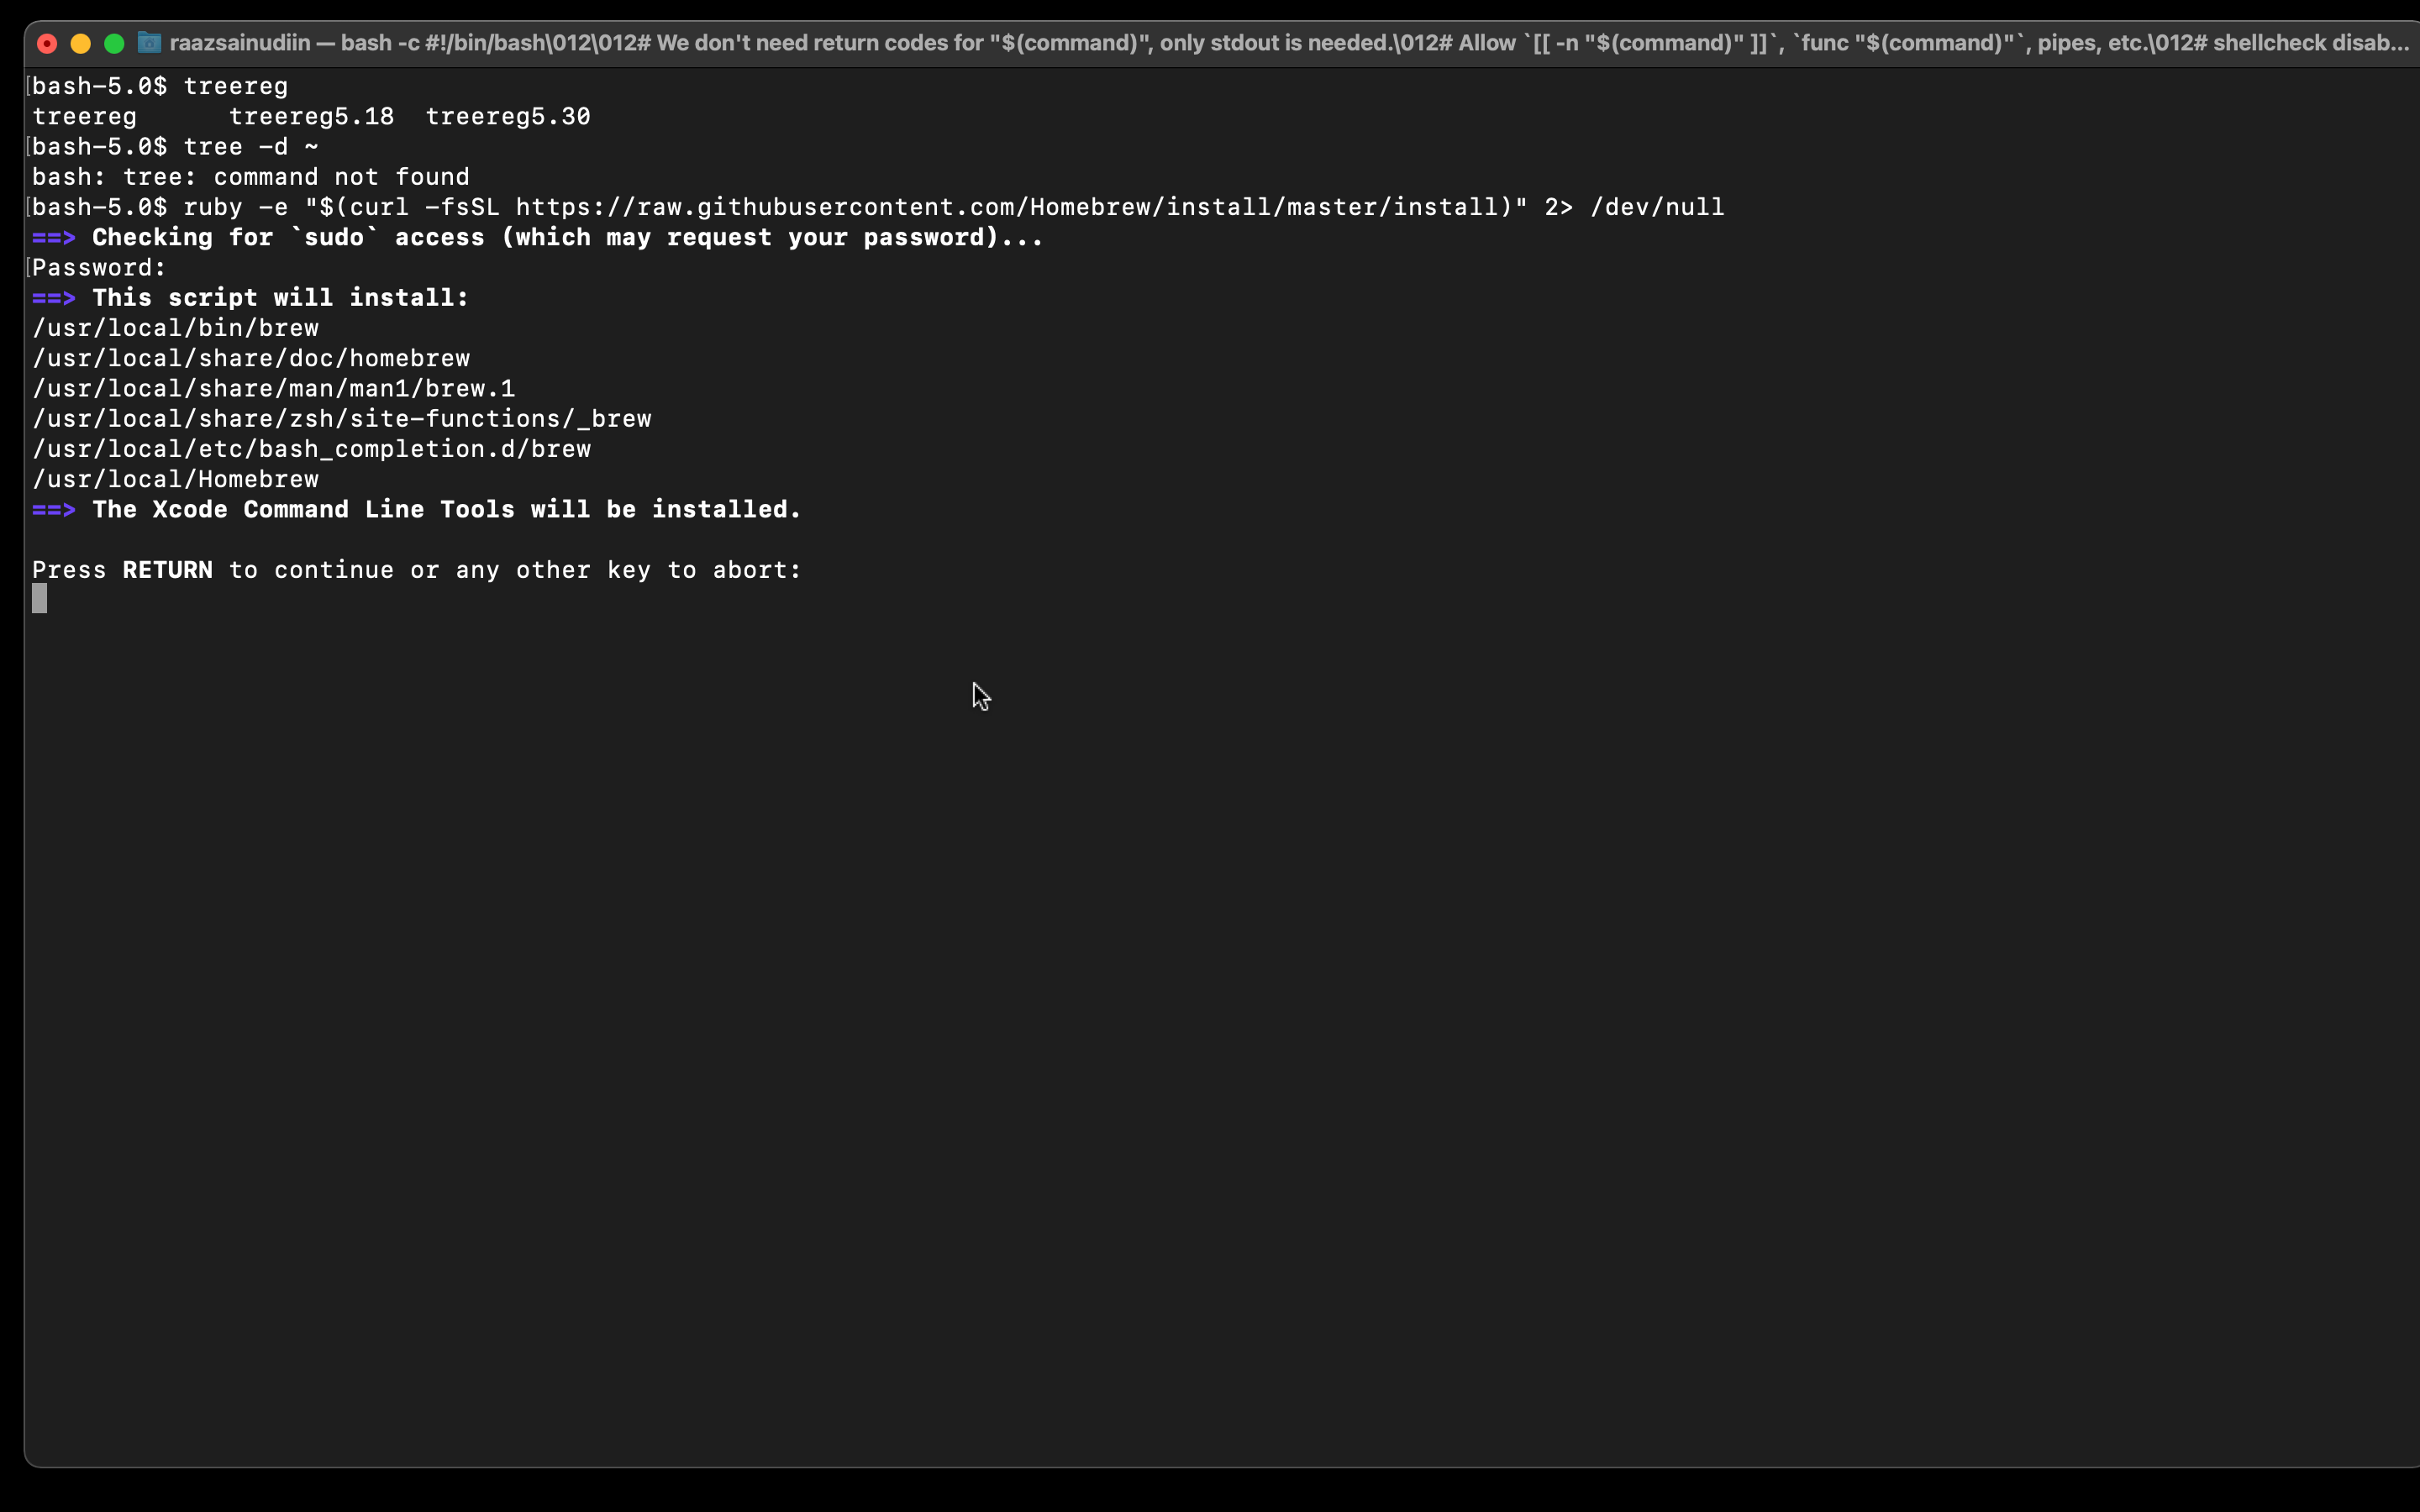 raazsainudiin — bash -c #!/bin/bash\012\012# We don't need return codes for "$(command)", only stdout is needed.\012# Allow `[[ -n "$(command)" ]]`, `func "$(command)"`, pipes, etc.\012# shellcheck disab...
[bash-5.0$ treereg
treereg      treereg5.18  treereg5.30
[bash-5.0$ tree -d ~
bash: tree: command not found
[bash-5.0$ ruby -e "$(curl -fsSL https://raw.githubusercontent.com/Homebrew/install/master/install)" 2> /dev/null
==> Checking for `sudo` access (which may request your password)...
[Password:
==> This script will install:
/usr/local/bin/brew
/usr/local/share/doc/homebrew
/usr/local/share/man/man1/brew.1
/usr/local/share/zsh/site-functions/_brew
/usr/local/etc/bash_completion.d/brew
/usr/local/Homebrew
==> The Xcode Command Line Tools will be installed.
Press RETURN to continue or any other key to abort: